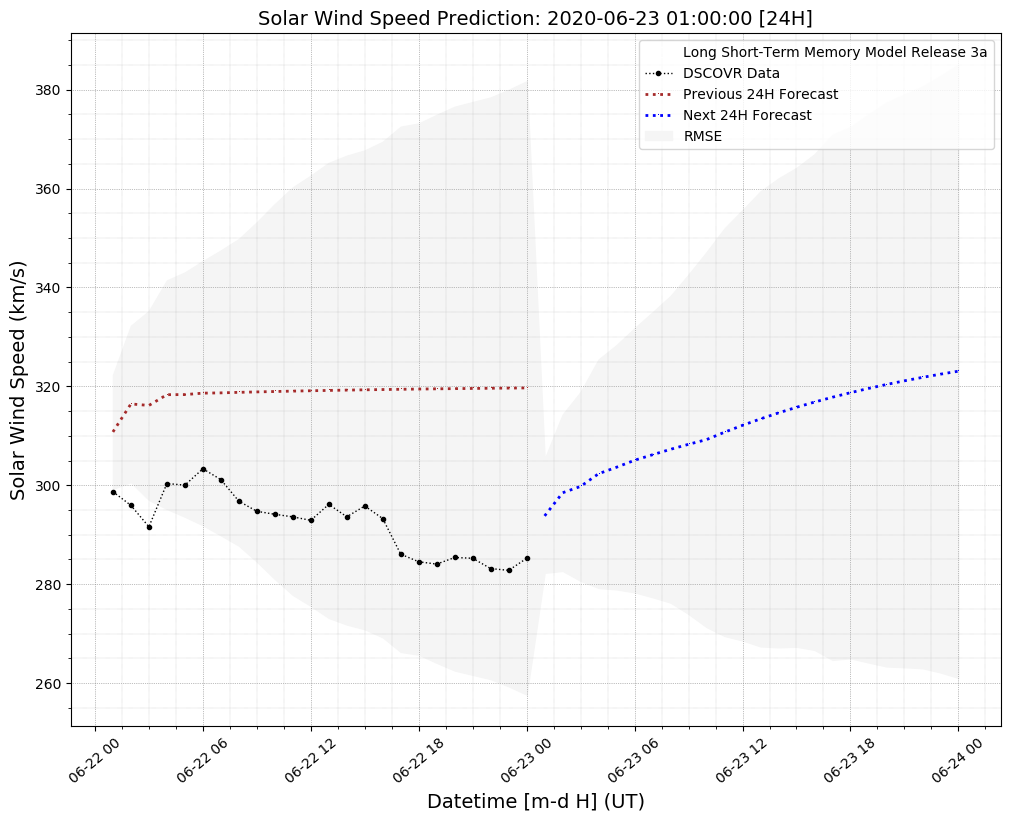 Solar Wind Speed Prediction: 2020-06-23 01:00:00 [24H]
Long Short-Term Memory Model Release 3a
DSCOVR Data
Previous 24H Forecast
Next 24H Forecast
RMSE
Solar Wind Speed (km/s)
380
360
340
320
300
280
260
06-22 00
06-22 06
06-22 12
06-22 18
06-23 00
06-23 06
06-23 12
06-23 18
06-24 00
Datetime [m-d H] (UT)